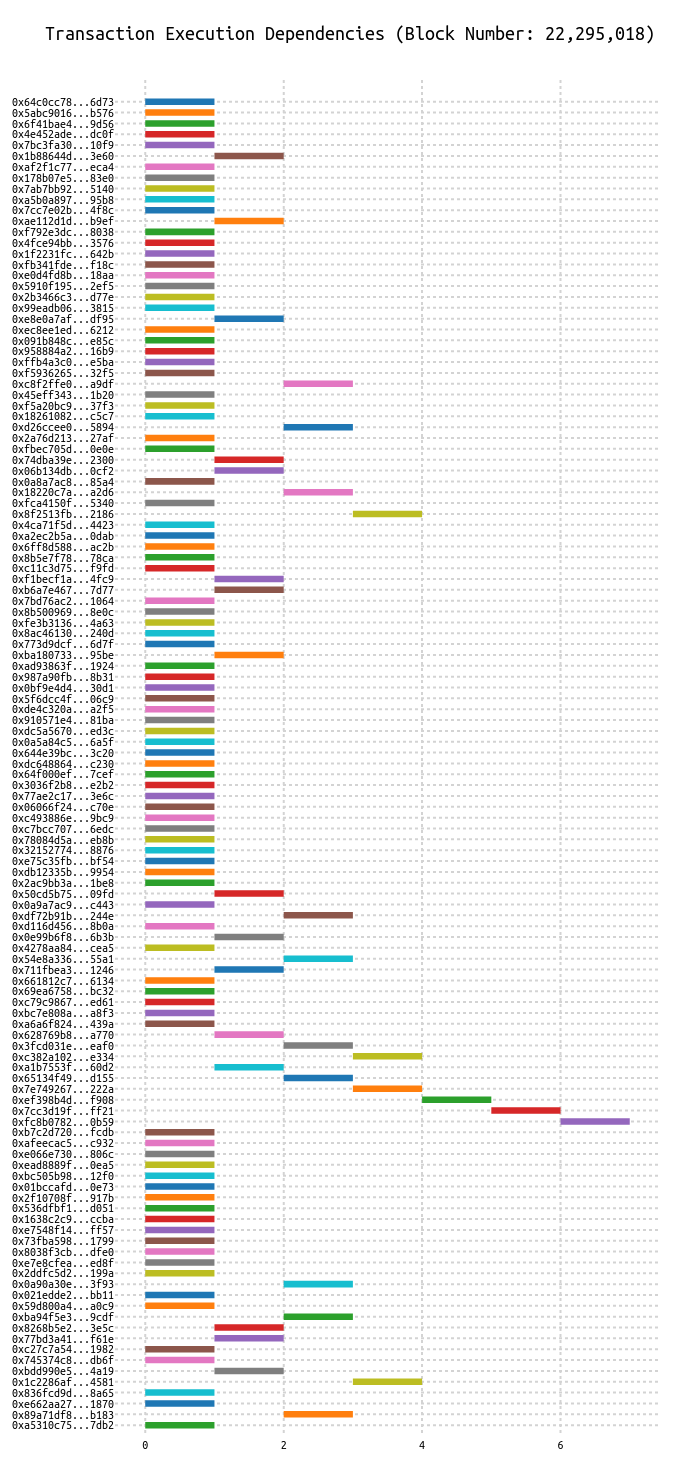 Transaction Execution Dependencies (Block Number: 22,295,018)
0x64c0cc78...6d73
0x5abc9016...b576
0x6f41bae4...9d56
0x4e452ade...dc0f
0x7bc3fa30...10f9
0x1b88644d...3e60
0xaf2f1c77...eca4
0x178b07e5...83e0
0x7ab7bb92...5140
0xa5b0a897...95b8
0x7cc7e02b...4f8c
0xae112d1d...b9ef
0xf792e3dc...8038
0x4fce94bb...3576
0x1f2231fc...642b
0xfb341fde...f18c
0xe0d4fd8b...18aa
0x5910f195...2ef5
0x2b3466c3...d77e
0x99eadb06...3815
0xe8e0a7af...df95
0xec8ee1ed...6212
0x091b848c...e85c
0x958884a2...16b9
0xffb4a3c0...e5ba
0xf5936265...32f5
0xc8f2ffe0...a9df
0x45eff343...1b20
0xf5a20bc9...37f3
0x18261082...c5c7
0xd26ccee0...5894
0x2a76d213...27af
0xfbec705d...0e0e
0x74dba39e...2300
0x06b134db...0cf2
0x0a8a7ac8...85a4
0x18220c7a...a2d6
0xfca4150f...5340
0x8f2513fb...2186
0x4ca71f5d...4423
0xa2ec2b5a...0dab
0x6ff8d588...ac2b
0x8b5e7f78...78ca
0xc11c3d75...f9fd
0xf1becf1a...4fc9
0xb6a7e467...7d77
0x7bd76ac2...1064
0x8b500969...8e0c
0xfe3b3136...4a63
0x8ac46130...240d
0x773d9dcf...6d7f
0xba180733...95be
0xad93863f...1924
0x987a90fb...8b31
0x0bf9e4d4...30d1
0x5f6dcc4f...06c9
0xde4c320a...a2f5
0x910571e4...81ba
0xdc5a5670...ed3c
0x0a5a84c5...6a5f
0x644e39bc...3c20
0xdc648864...c230
0x64f000ef...7cef
0x3036f2b8...e2b2
0x77ae2c17...3e6c
0x06066f24...c70e
0xc493886e...9bc9
0xc7bcc707...6edc
0x78084d5a...eb8b
0x32152774...8876
0xe75c35fb...bf54
0xdb12335b...9954
0x2ac9bb3a...1be8
0x50cd5b75...09fd
0x0a9a7ac9...c443
0xdf72b91b...244e
0xd116d456...8b0a
0x0e99b6f8...6b3b
0x4278aa84...cea5
0x54e8a336...55a1
0x711fbea3...1246
0x661812c7...6134
0x69ea6758...bc32
0xc79c9867...ed61
0xbc7e808a...a8f3
0xa6a6f824...439a
0x628769b8...a770
0x3fcd031e...eaf0
0xc382a102...e334
0xa1b7553f...60d2
0x65134f49...d155
0x7e749267...222a
0xef398b4d...f908
0x7cc3d19f...ff21
0xfc8b0782...0b59
0xb7c2d720...fcdb
0xafeecac5...c932
0xe066e730...806c
0xead8889f...0ea5
0xbc505b98...12f0
0x01bccafd...0e73
0x2f10708f...917b
0x536dfbf1...d051
0x1638c2c9...ccba
0xe7548f14...ff57
0x73fba598...1799
0x8038f3cb...dfe0
0xe7e8cfea...ed8f
0x2ddfc5d2...199a
0x0a90a30e...3f93
0x021edde2...bb11
0x59d800a4...a0c9
0xba94f5e3...9cdf
0x8268b5e2...3e5c
0x77bd3a41...f61e
0xc27c7a54...1982
0x745374c8...db6f
0xbdd990e5...4a19
0x1c2286af...4581
0x836fcd9d...8a65
0xe662aa27...1870
0x89a71df8...b183
0xa5310c75...7db2
0 2 4 6